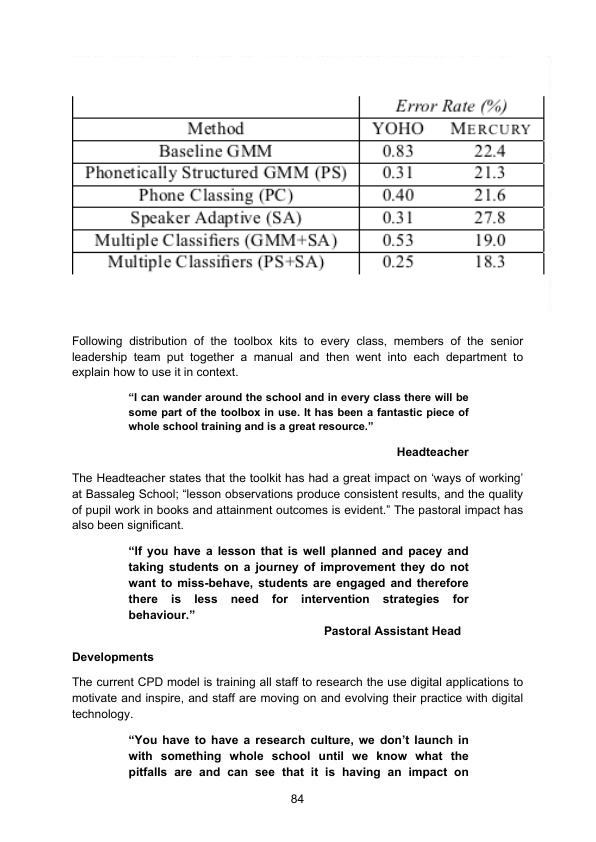 Error Rate (%)
Method YOHO MERCURY
Baseline GMM 0.83 22.4
Phonetically Structured GMM (PS) 0.31 21.3
Phone Classing (PC) 0.40 21.6
Speaker Adaptive (SA) 0.31 27.8
Multiple Classifiers (GMM+SA) 0.53 19.0
Multiple Classifiers (PS+SA) 0.25 18.3
Following distribution of the toolbox kits to every class, members of the senior
leadership team put together a manual and then went into each department to
explain how to use it in context.
“I can wander around the school and in every class there will be
some part of the toolbox in use. It has been a fantastic piece of
whole school training and is a great resource.”
Headteacher
The Headteacher states that the toolkit has had a great impact on ‘ways of working’
at Bassaleg School; “lesson observations produce consistent results, and the quality
of pupil work in books and attainment outcomes is evident.” The pastoral impact has
also been significant.
“If you have a lesson that is well planned and pacey and
taking students on a journey of improvement they do not
want to miss-behave, students are engaged and therefore
there is less need for intervention strategies for
behaviour.”
Pastoral Assistant Head
Developments
The current CPD model is training all staff to research the use digital applications to
motivate and inspire, and staff are moving on and evolving their practice with digital
technology.
“You have to have a research culture, we don’t launch in
with something whole school until we know what the
pitfalls are and can see that it is having an impact on
84